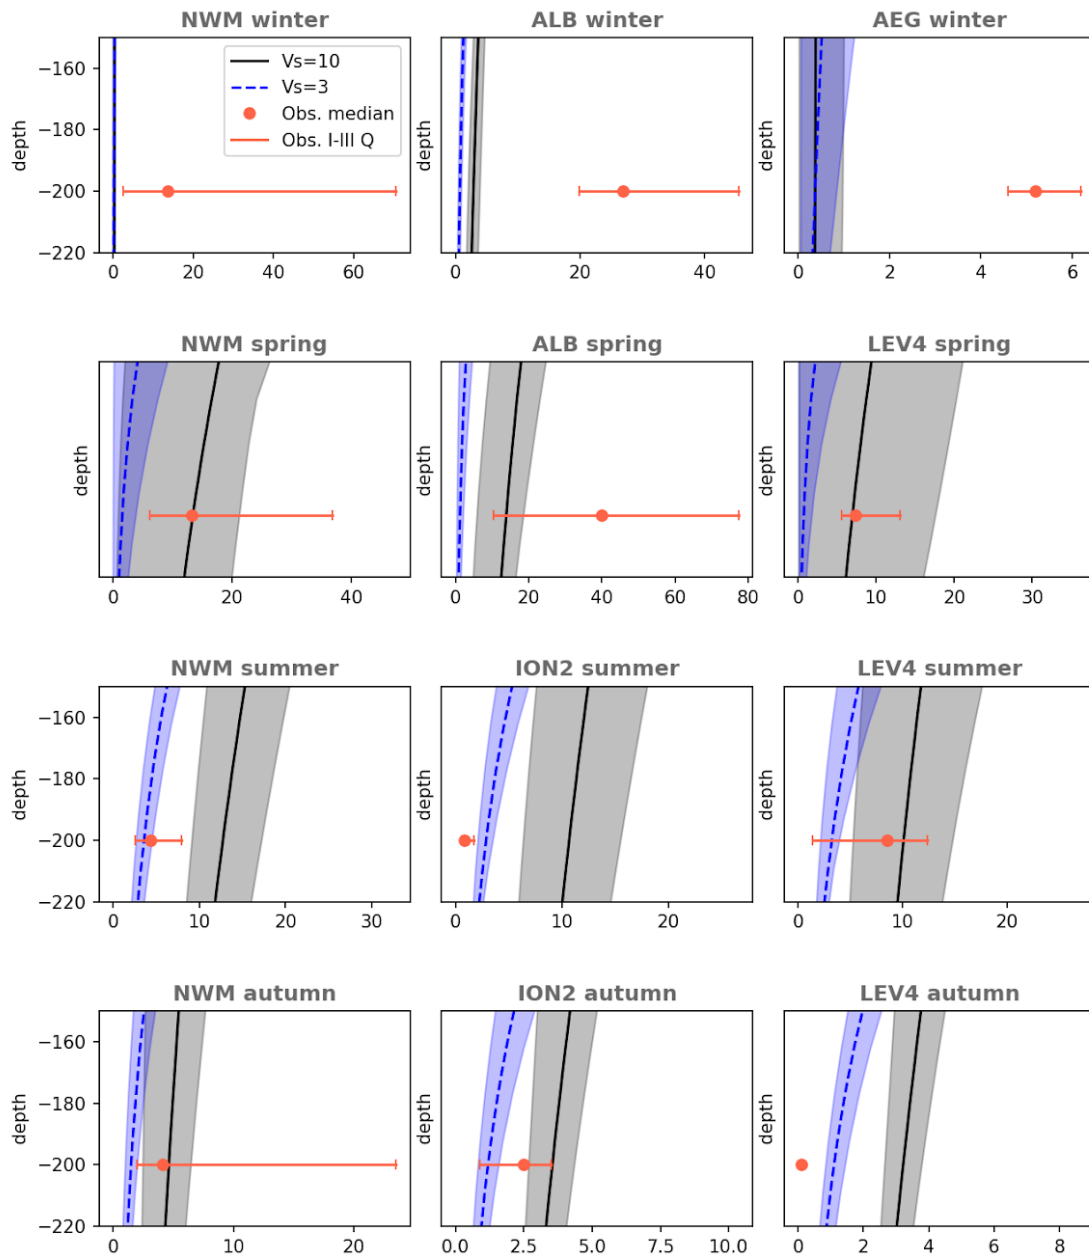 NWM winter ALB winter AEG winter
Vs=10
Vs=3
Obs. median
Obs. I-III Q
−160
−180
−200
−220
depth depth depth
0 20 40 60 0 20 40 0 2 4 6
NWM spring ALB spring LEV4 spring
depth depth depth
0 20 40 0 20 40 60 80 0 10 20 30
NWM summer ION2 summer LEV4 summer
−160
−180
−200
−220
depth depth depth
0 10 20 30 0 10 20 0 10 20
NWM autumn ION2 autumn LEV4 autumn
−160
−180
−200
−220
depth depth depth
0 10 20 0.0 2.5 5.0 7.5 10.0 0 2 4 6 8